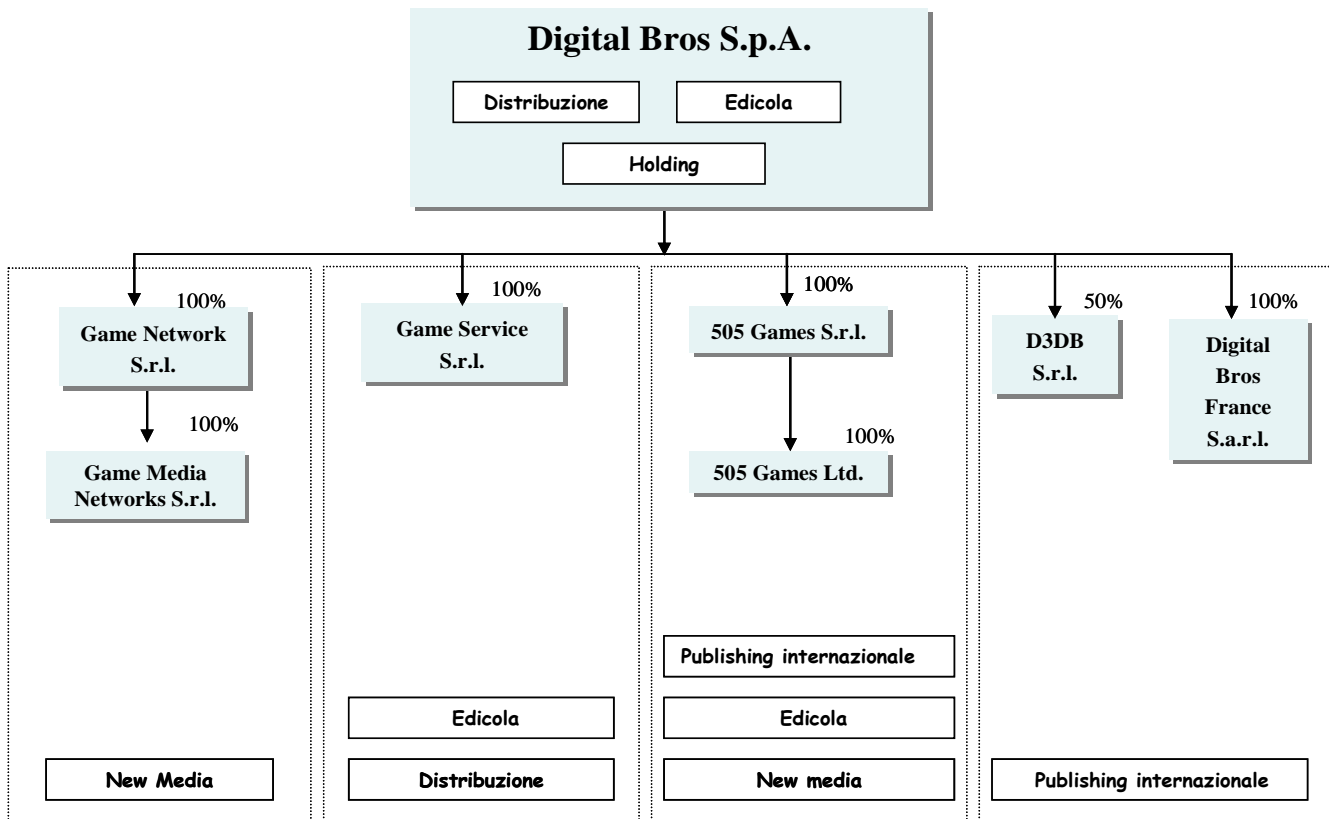 Digital Bros S.p.A.
Distribuzione
Edicola
Holding
100%
Game Network
S.r.l.
100%
Game Media
Networks S.r.l.
New Media
100%
Game Service
S.r.l.
Edicola
Distribuzione
100%
505 Games S.r.l.
100%
505 Games Ltd.
Publishing internazionale
Edicola
New media
50%
D3DB
S.r.l.
100%
Digital
Bros
France
S.a.r.l.
Publishing internazionale